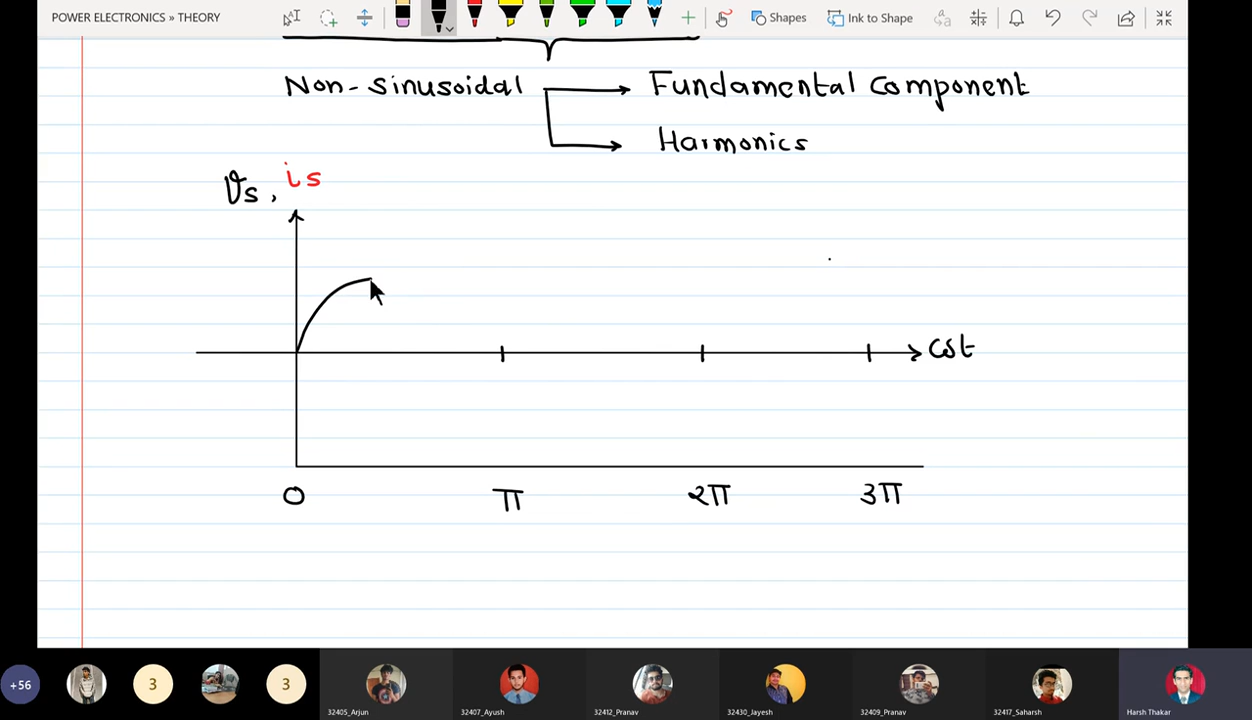 POWER ELECTRONICS » THEORY
Shapes
Ink to Shape
Non-sinusoidal → Fundamental Component
→ Harmonics
Vs, is
ωt
0 π 2π 3π
+56
3
3
32405_Arjun
32407_Ayush
32412_Pranav
32430_Jayesh
32409_Pranav
32417_Saharsh
Harsh Thakar